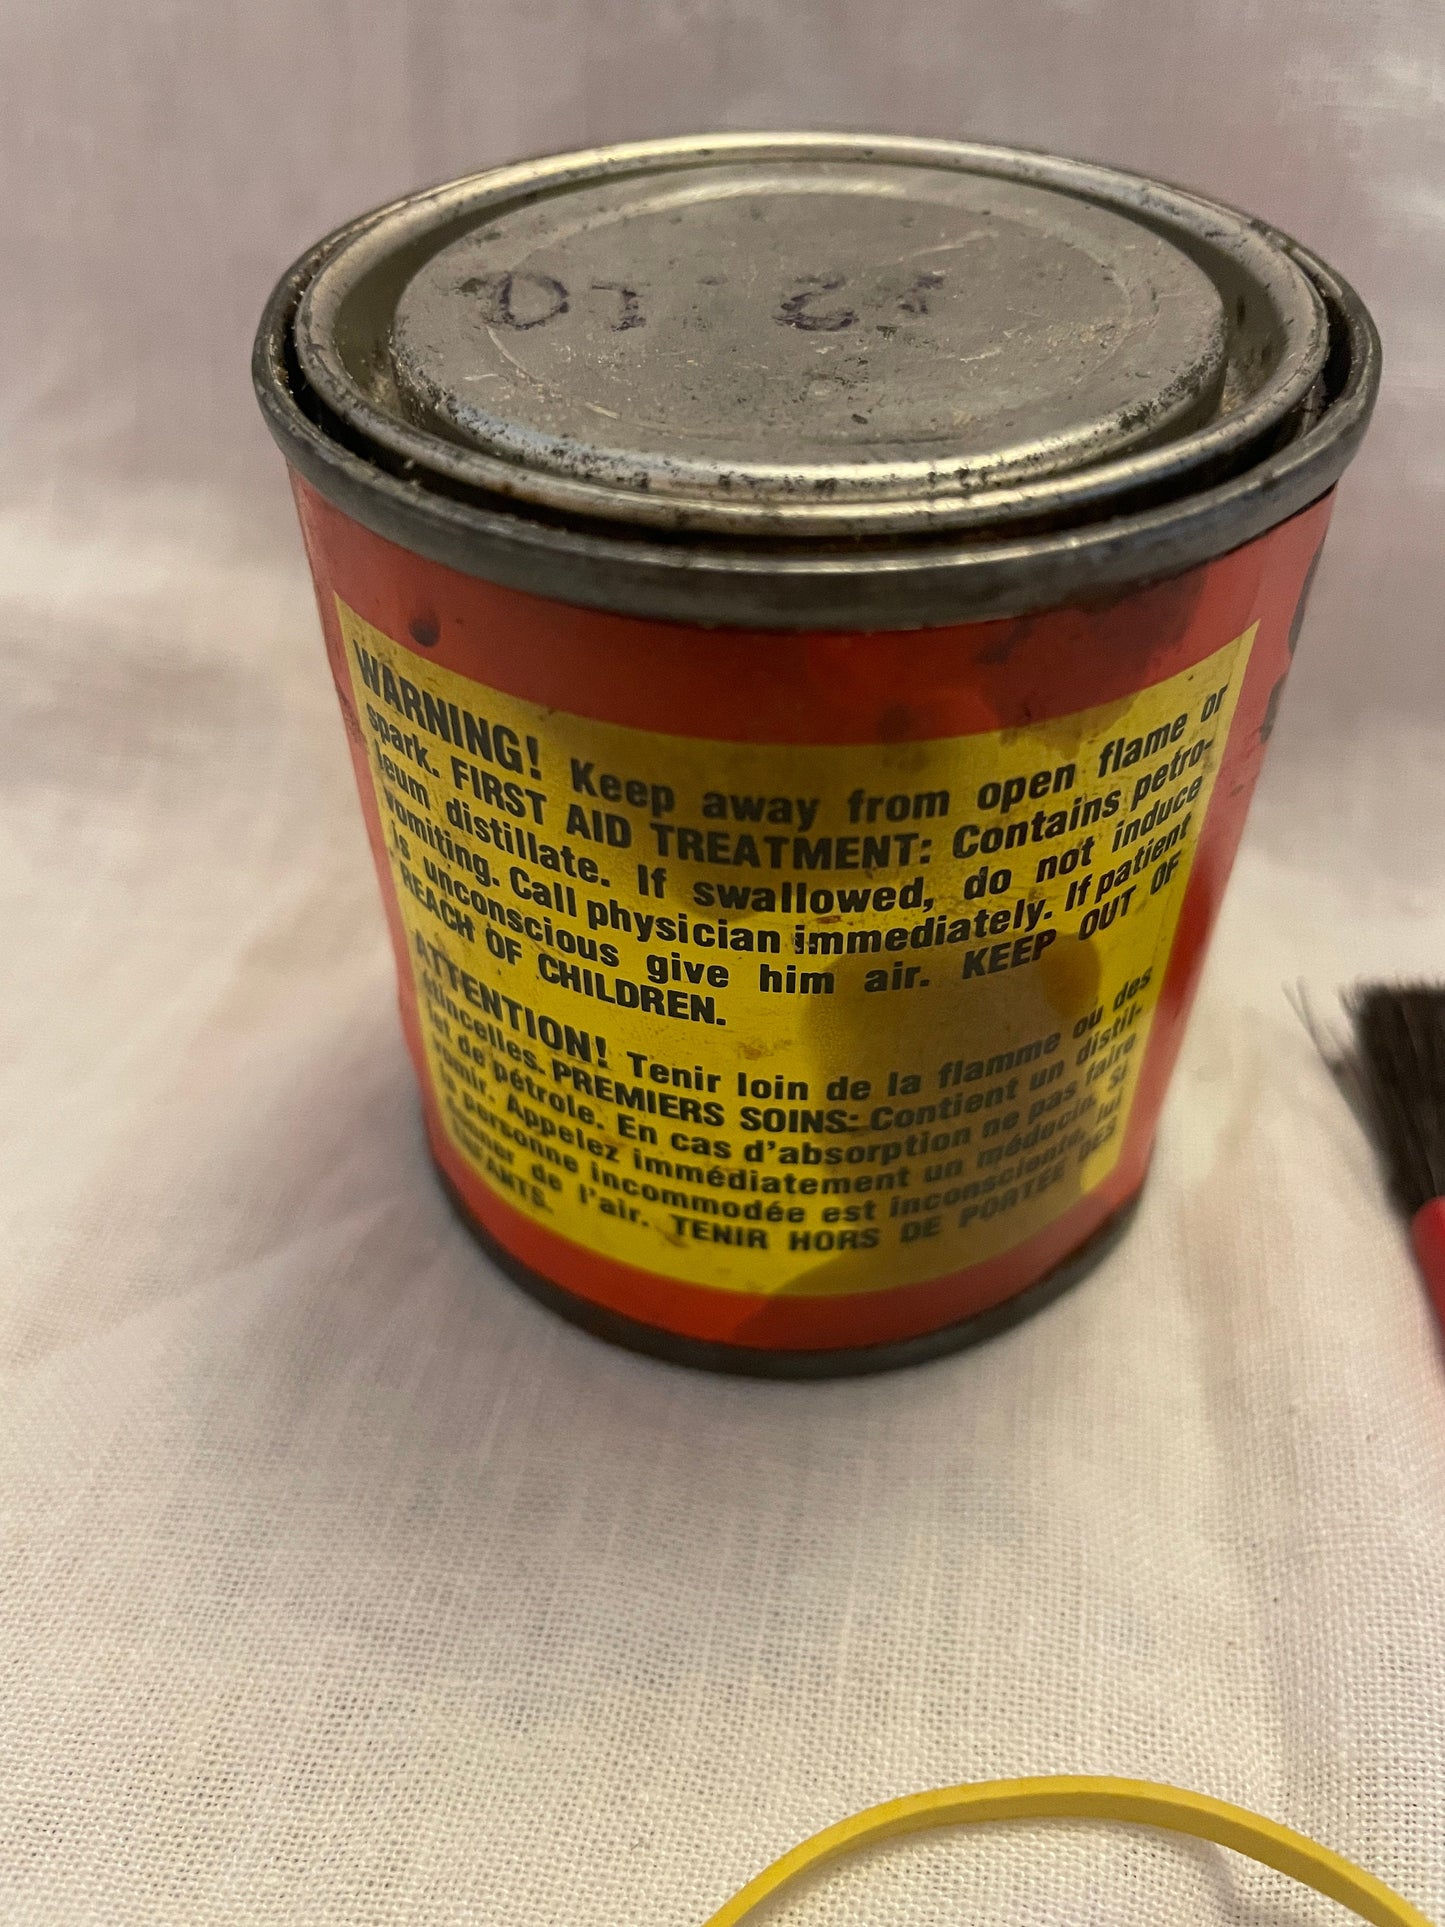 WARNING! Keep away from open flame or
spark. FIRST AID TREATMENT: Contains petro-
leum distillate. If swallowed, do not induce
vomiting. Call physician immediately. If patient
is unconscious give him air. KEEP OUT OF
REACH OF CHILDREN.
ATTENTION! Tenir loin de la flamme ou des
étincelles. PREMIERS SOINS: Contient un distil-
lat de pétrole. En cas d'absorption ne pas faire
vomir. Appelez immédiatement un médecin. Si
la personne incommodée est inconsciente, lui
donner de l'air. TENIR HORS DE PORTEE DES
ENFANTS.